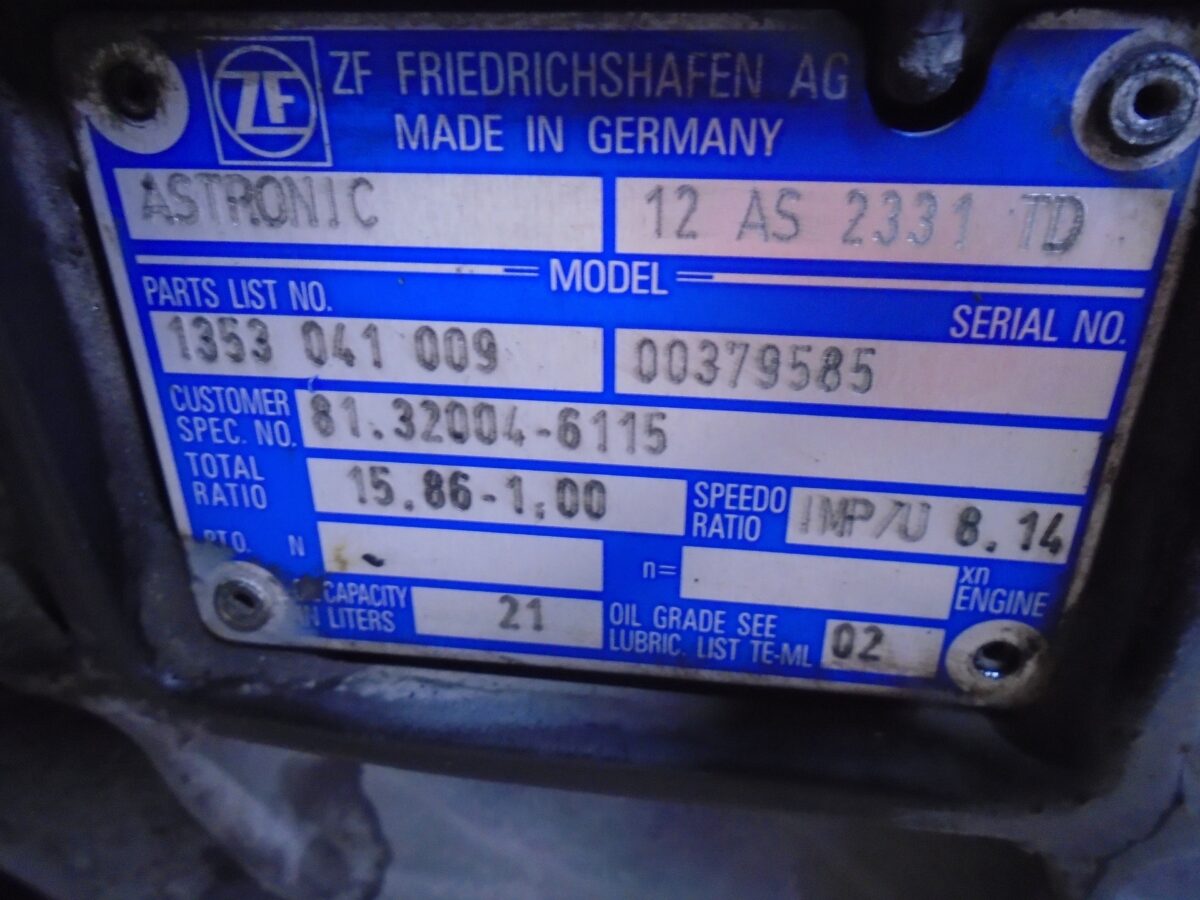 ZF ZF FRIEDRICHSHAFEN AG
MADE IN GERMANY
ASTRONIC 12 AS 2331 TD
MODEL
PARTS LIST NO. SERIAL NO.
1353 041 009 00379585
CUSTOMER
SPEC. NO. 81.32004-6115
TOTAL
RATIO 15.86-1.00 SPEEDO
RATIO IMP/U 8.14
P.T.O. N n= xn
ENGINE
CAPACITY
LITERS 21 OIL GRADE SEE
LUBRIC. LIST TE-ML 02